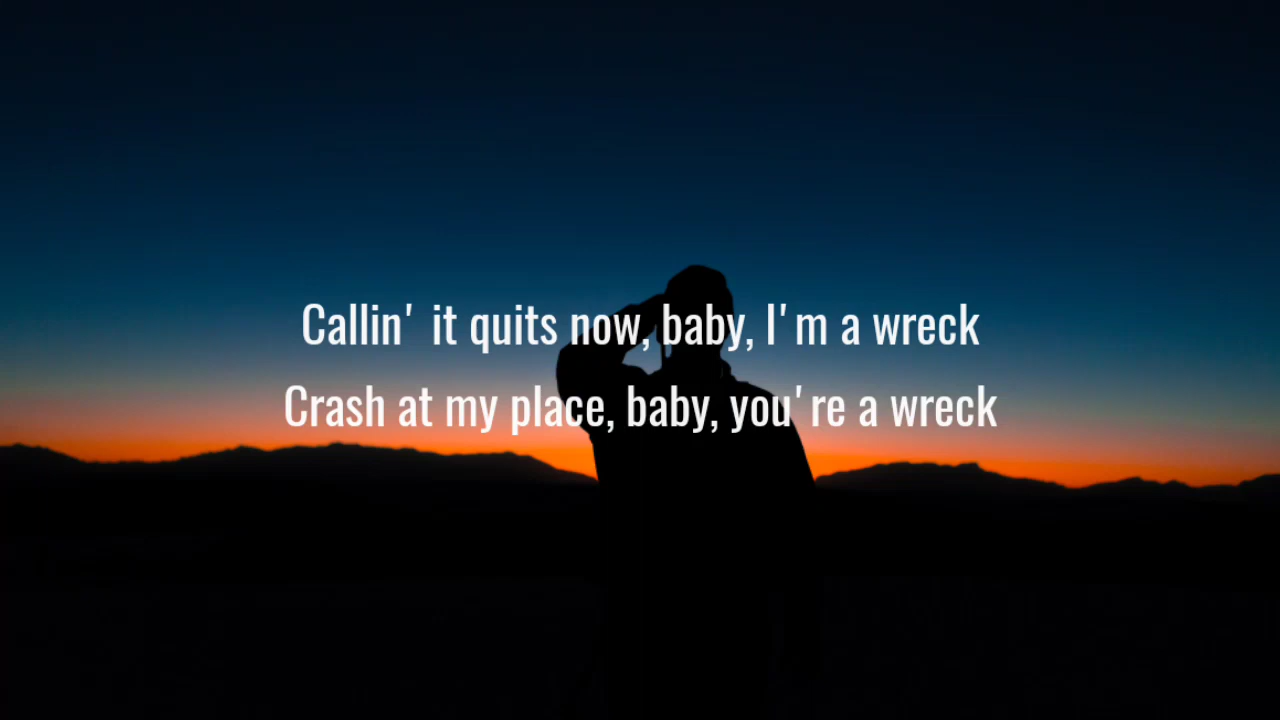 Callin' it quits now, baby, I'm a wreck
Crash at my place, baby, you're a wreck